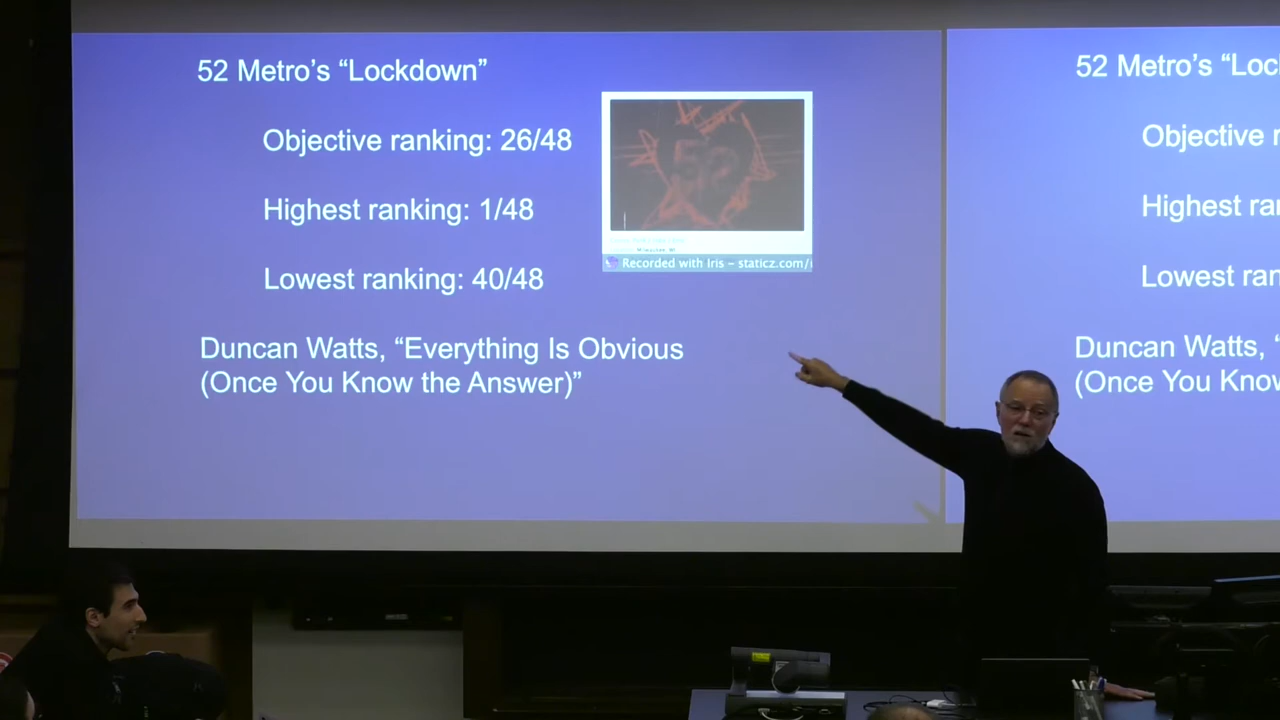 52 Metro's “Lockdown”
Objective ranking: 26/48
Highest ranking: 1/48
Lowest ranking: 40/48
Recorded with Iris – staticz.com/i
Duncan Watts, “Everything Is Obvious
(Once You Know the Answer)”
52 Metro's “Loc
Objective r
Highest ra
Lowest ran
Duncan Watts, “
(Once You Know